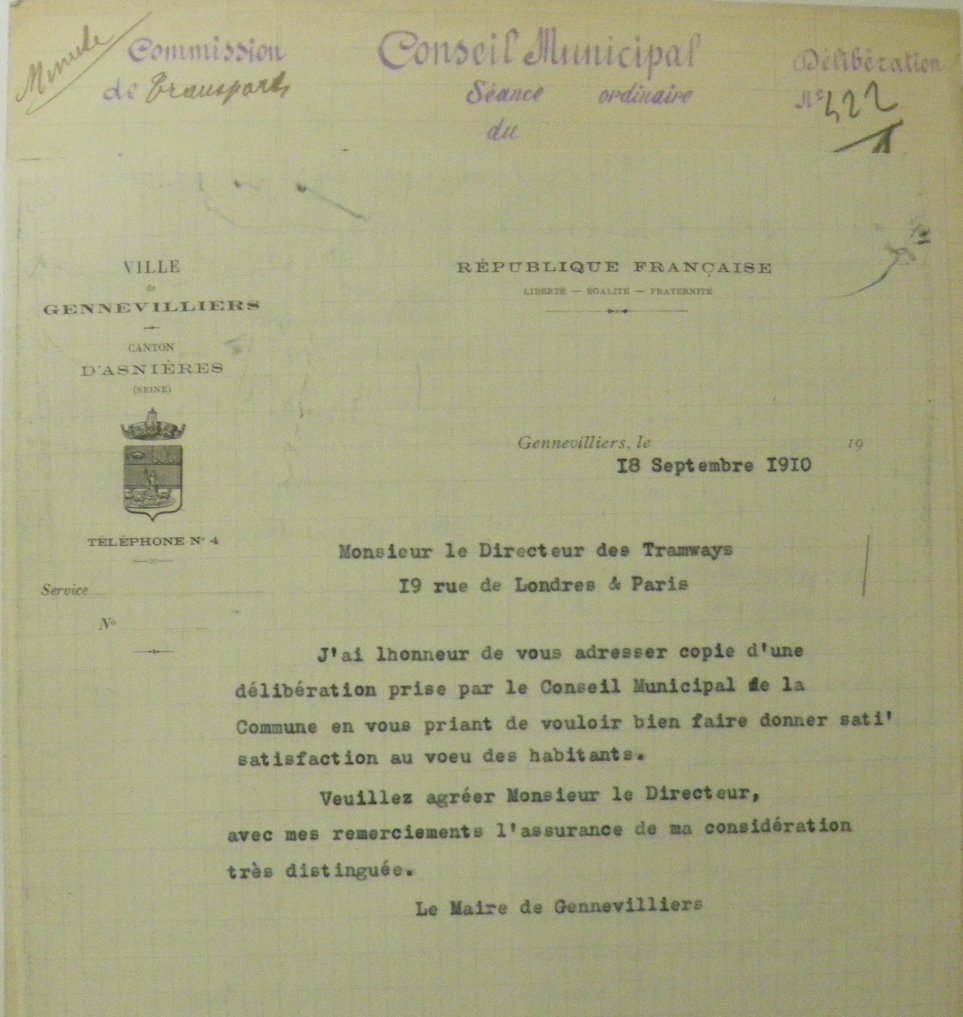 Minute
Commission
de Transports
Conseil Municipal
Séance ordinaire
du
Délibération
N° 422
VILLE
de
GENNEVILLIERS
CANTON
D'ASNIÈRES
(SEINE)
TÉLÉPHONE N° 4
Service
N°
RÉPUBLIQUE FRANÇAISE
LIBERTÉ — EGALITÉ — FRATERNITÉ
Gennevilliers, le 19
I8 Septembre I9I0
Monsieur le Directeur des Tramways
I9 rue de Londres & Paris
J'ai lhonneur de vous adresser copie d'une
délibération prise par le Conseil Municipal de la
Commune en vous priant de vouloir bien faire donner sati'
satisfaction au voeu des habitants.
Veuillez agréer Monsieur le Directeur,
avec mes remerciements l'assurance de ma considération
très distinguée.
Le Maire de Gennevilliers